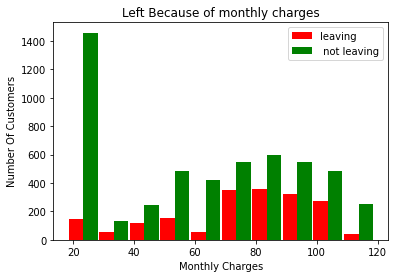 Left Because of monthly charges
leaving
not leaving
Number Of Customers
1400
1200
1000
800
600
400
200
0
20
40
60
80
100
120
Monthly Charges